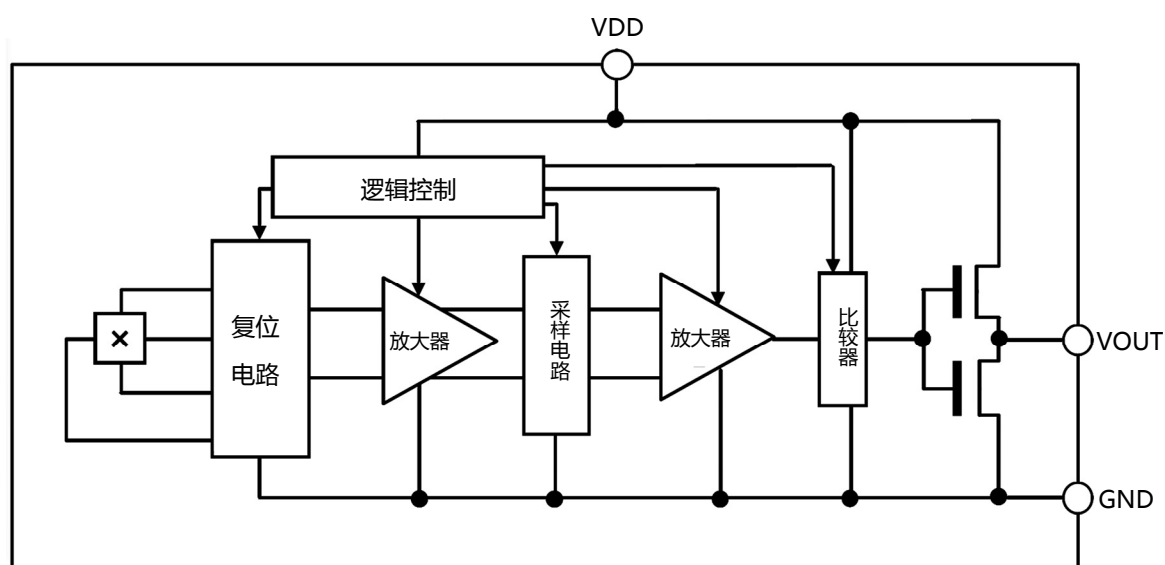 VDD
逻辑控制
复位
电路
放大器
采
样
电
路
放大器
比
较
器
VOUT
GND